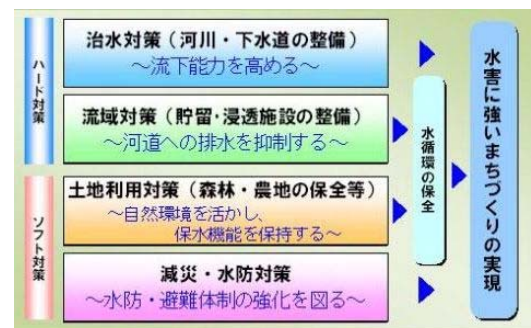 ハード対策
治水対策(河川・下水道の整備)
～流下能力を高める～
流域対策(貯留・浸透施設の整備)
～河道への排水を抑制する～
ソフト対策
土地利用対策(森林・農地の保全等)
～自然環境を活かし、
保水機能を保持する～
減災・水防対策
～水防・避難体制の強化を図る～
水循環の保全
水害に強いまちづくりの実現